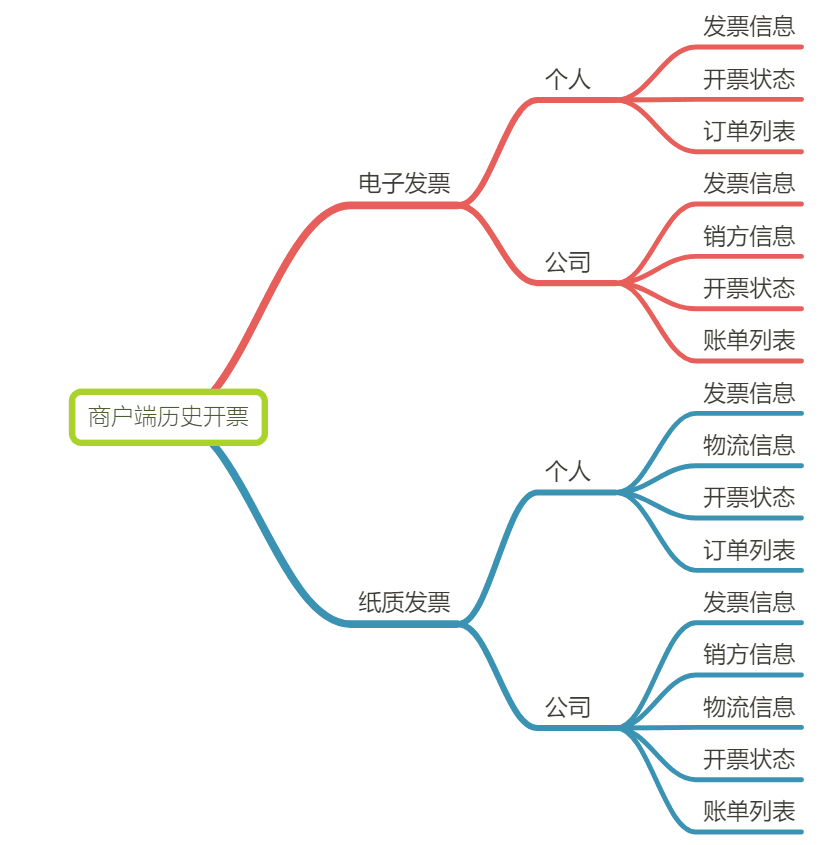 商户端历史开票
电子发票
个人
发票信息
开票状态
订单列表
公司
发票信息
销方信息
开票状态
账单列表
纸质发票
个人
发票信息
物流信息
开票状态
订单列表
公司
发票信息
销方信息
物流信息
开票状态
账单列表